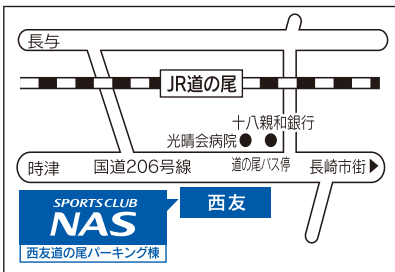 長与
JR道の尾
十八親和銀行
光晴会病院
時津
国道206号線
道の尾バス停
長崎市街
SPORTS CLUB
NAS
西友道の尾パーキング棟
西友